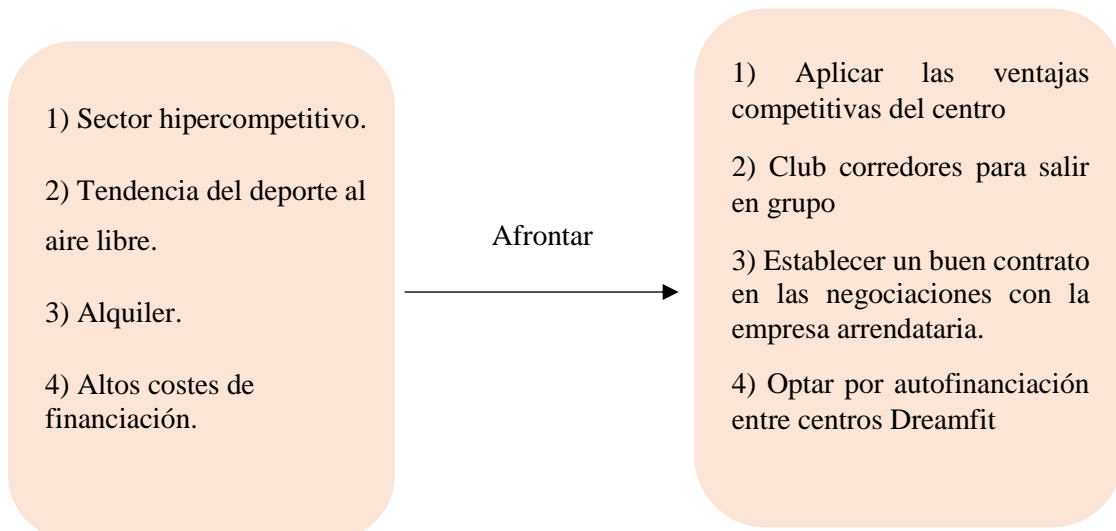 1) Sector hipercompetitivo.
2) Tendencia del deporte al
aire libre.
3) Alquiler.
4) Altos costes de
financiación.
Afrontar
1) Aplicar las ventajas
competitivas del centro
2) Club corredores para salir
en grupo
3) Establecer un buen contrato
en las negociaciones con la
empresa arrendataria.
4) Optar por autofinanciación
entre centros Dreamfit